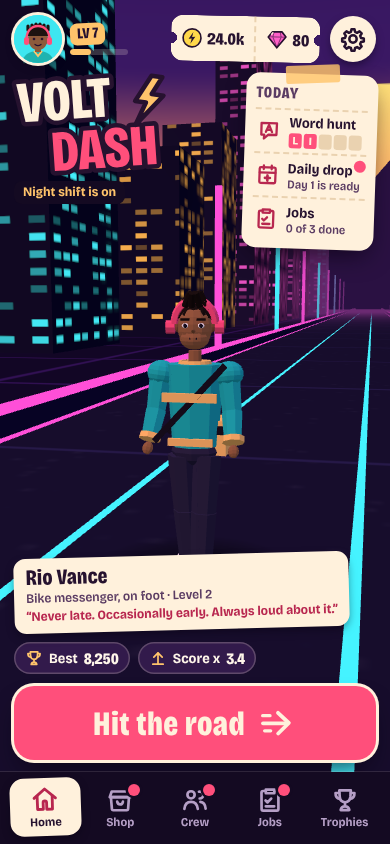 LV 7
24.0k
80
VOLT
DASH
Night shift is on
TODAY
Word hunt
L I
Daily drop
Day 1 is ready
Jobs
0 of 3 done
Rio Vance
Bike messenger, on foot · Level 2
“Never late. Occasionally early. Always loud about it.”
Best 8,250
Score x 3.4
Hit the road
Home
Shop
Crew
Jobs
Trophies